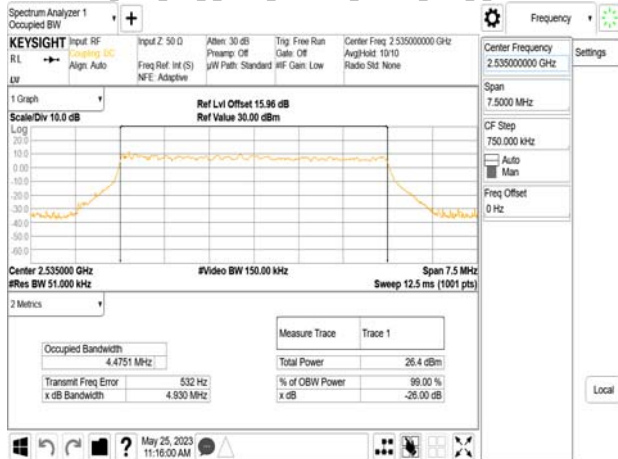 Spectrum Analyzer 1
Occupied BW
Frequency
KEYSIGHT
Input: RF
Input Z: 50 Ω
Atten: 30 dB
Trig: Free Run
Center Freq: 2.535000000 GHz
RL
Coupling: DC
Preamp: Off
Gate: Off
Avg|Hold: 10/10
Align: Auto
Freq Ref: Int (S)
µW Path: Standard
#IF Gain: Low
Radio Std: None
NFE: Adaptive
LW
Center Frequency
2.535000000 GHz
Settings
Span
7.5000 MHz
CF Step
750.000 kHz
Auto
Man
Freq Offset
0 Hz
Local
1 Graph
Scale/Div 10.0 dB
Ref Lvl Offset 15.96 dB
Ref Value 30.00 dBm
Log
20.0
10.0
0.00
-10.0
-20.0
-30.0
-40.0
-50.0
-60.0
Center 2.535000 GHz
#Video BW 150.00 kHz
Span 7.5 MHz
#Res BW 51.000 kHz
Sweep 12.5 ms (1001 pts)
2 Metrics
Measure Trace
Trace 1
Occupied Bandwidth
4.4751 MHz
Total Power
26.4 dBm
Transmit Freq Error
532 Hz
% of OBW Power
99.00 %
x dB Bandwidth
4.930 MHz
x dB
-26.00 dB
?
May 25, 2023
11:16:00 AM